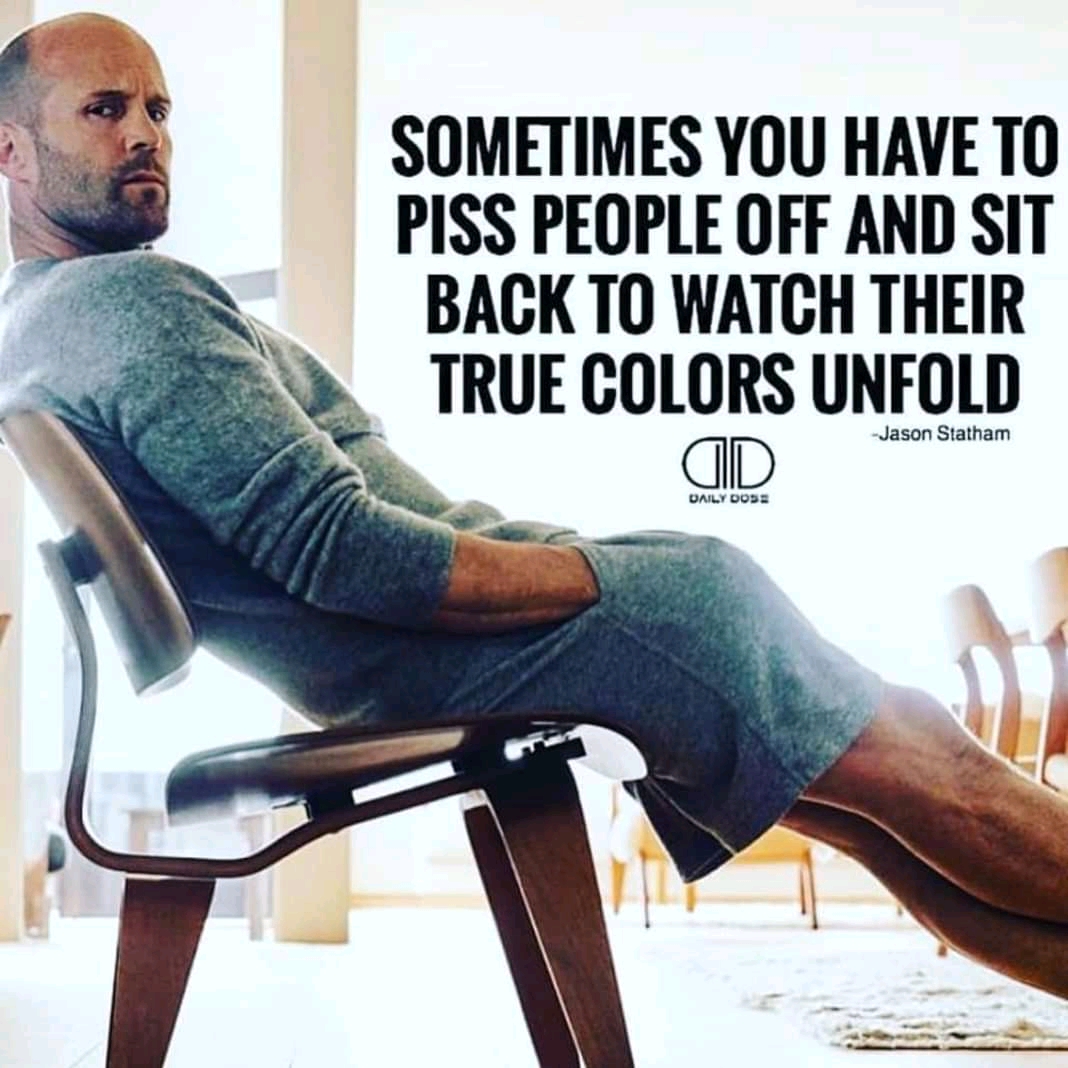 SOMETIMES YOU HAVE TO
PISS PEOPLE OFF AND SIT
BACK TO WATCH THEIR
TRUE COLORS UNFOLD
-Jason Statham
DAILY DOSE